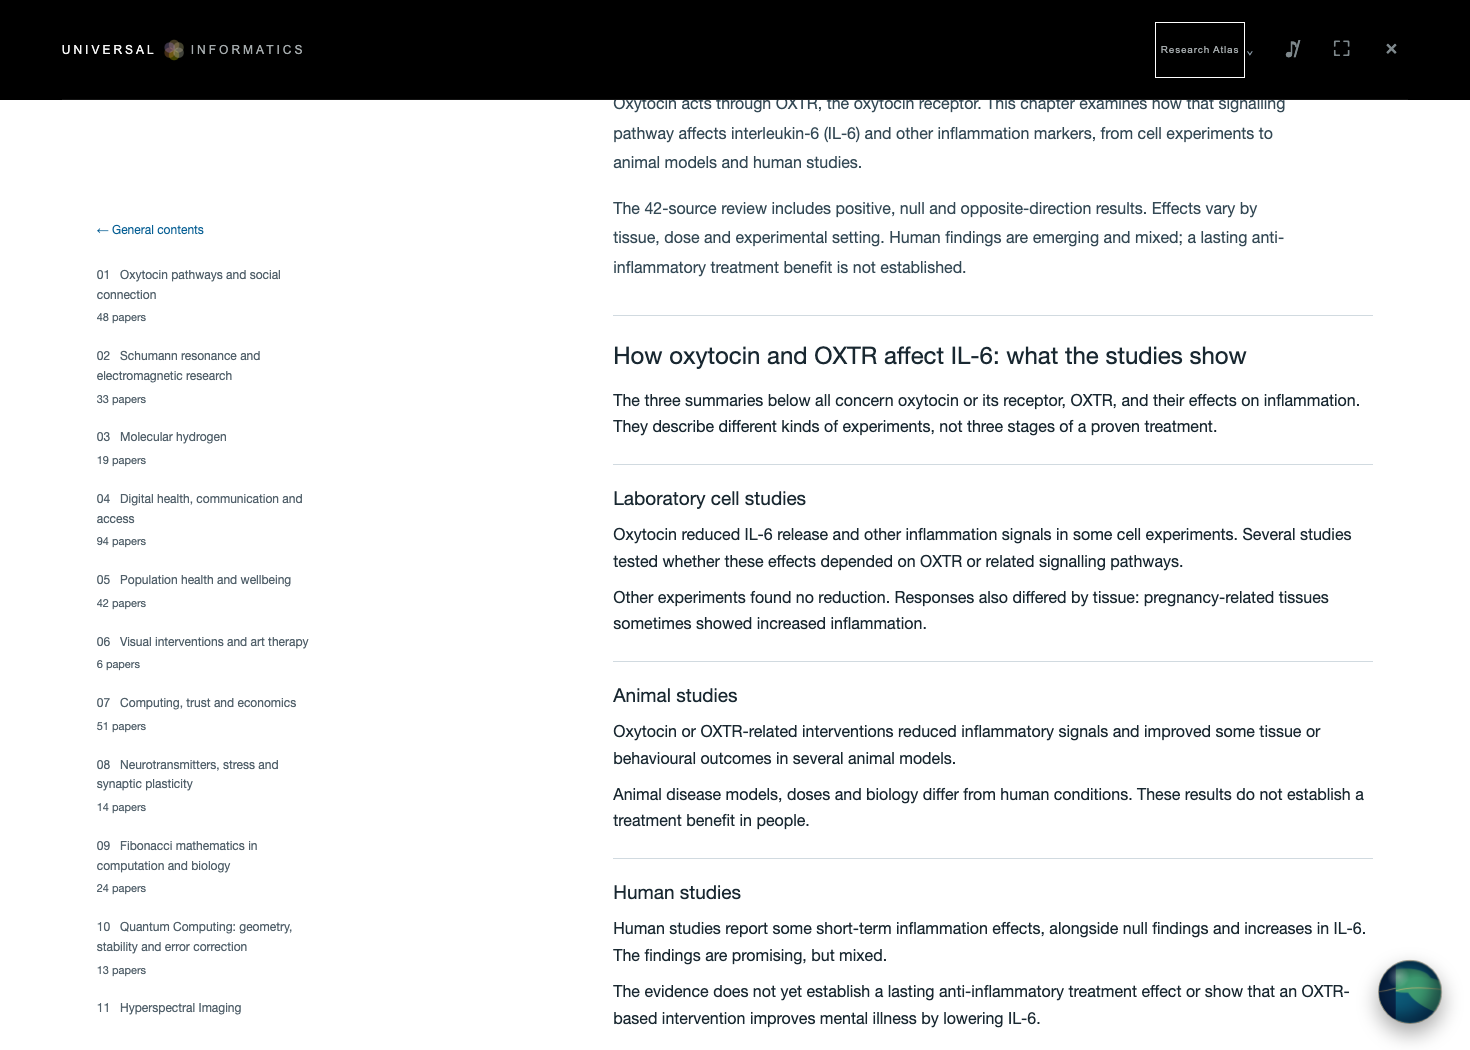 UNIVERSAL INFORMATICS
Research Atlas
← General contents
01 Oxytocin pathways and social
connection
48 papers
02 Schumann resonance and
electromagnetic research
33 papers
03 Molecular hydrogen
19 papers
04 Digital health, communication and
access
94 papers
05 Population health and wellbeing
42 papers
06 Visual interventions and art therapy
6 papers
07 Computing, trust and economics
51 papers
08 Neurotransmitters, stress and
synaptic plasticity
14 papers
09 Fibonacci mathematics in
computation and biology
24 papers
10 Quantum Computing: geometry,
stability and error correction
13 papers
11 Hyperspectral Imaging
Oxytocin acts through OXTR, the oxytocin receptor. This chapter examines how that signalling
pathway affects interleukin-6 (IL-6) and other inflammation markers, from cell experiments to
animal models and human studies.
The 42-source review includes positive, null and opposite-direction results. Effects vary by
tissue, dose and experimental setting. Human findings are emerging and mixed; a lasting anti-
inflammatory treatment benefit is not established.
How oxytocin and OXTR affect IL-6: what the studies show
The three summaries below all concern oxytocin or its receptor, OXTR, and their effects on inflammation.
They describe different kinds of experiments, not three stages of a proven treatment.
Laboratory cell studies
Oxytocin reduced IL-6 release and other inflammation signals in some cell experiments. Several studies
tested whether these effects depended on OXTR or related signalling pathways.
Other experiments found no reduction. Responses also differed by tissue: pregnancy-related tissues
sometimes showed increased inflammation.
Animal studies
Oxytocin or OXTR-related interventions reduced inflammatory signals and improved some tissue or
behavioural outcomes in several animal models.
Animal disease models, doses and biology differ from human conditions. These results do not establish a
treatment benefit in people.
Human studies
Human studies report some short-term inflammation effects, alongside null findings and increases in IL-6.
The findings are promising, but mixed.
The evidence does not yet establish a lasting anti-inflammatory treatment effect or show that an OXTR-
based intervention improves mental illness by lowering IL-6.